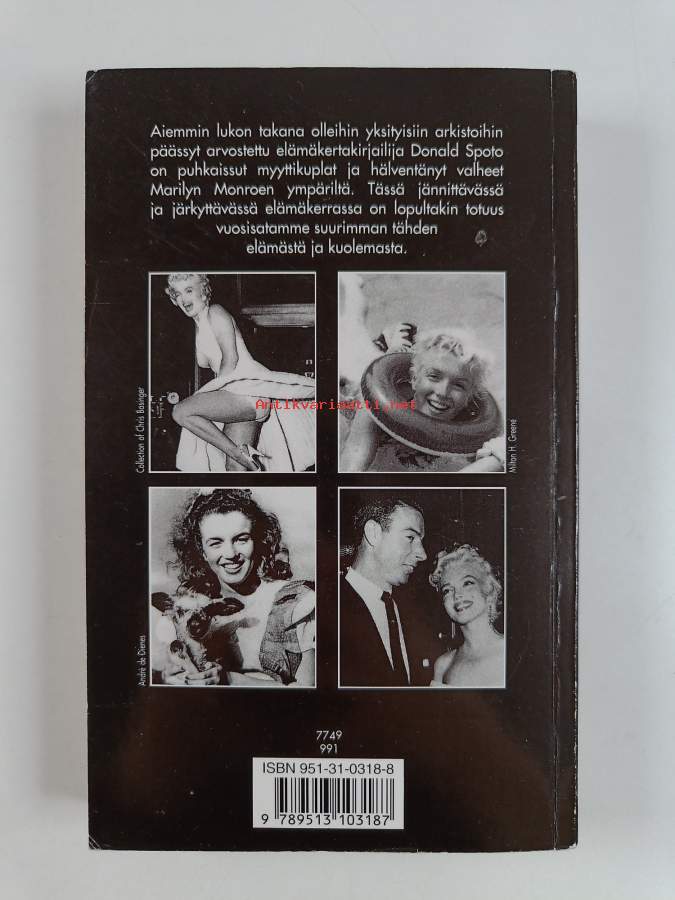 Aiemmin lukon takana olleihin yksityisiin arkistoihin
päässyt arvostettu elämäkertakirjailija Donald Spoto
on puhkaissut myyttikuplat ja hälventänyt valheet
Marilyn Monroen ympäriltä. Tässä jännittävässä
ja järkyttävässä elämäkerrassa on lopultakin totuus
vuosisatamme suurimman tähden
elämästä ja kuolemasta.
Collection of Chris Basinger
Antikvariaatti.net
Milton H. Greene
André de Dienes
7749
991
ISBN 951-31-0318-8
9 789513 103187